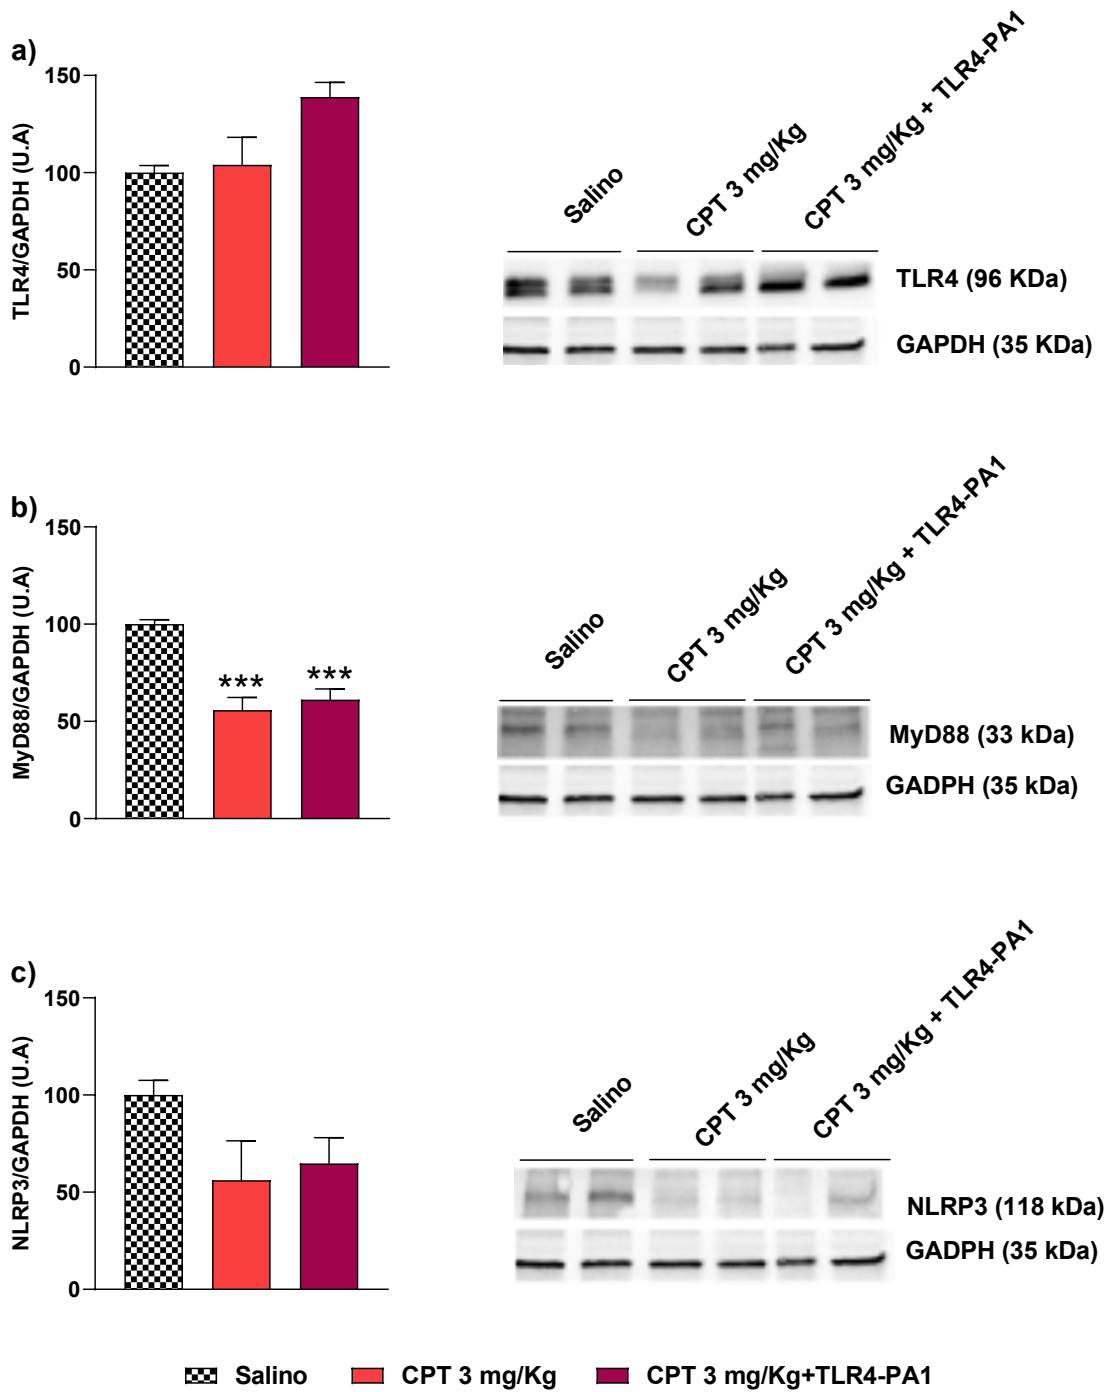 a)
TLR4/GAPDH (U.A)
150
100
50
0
Salino
CPT 3 mg/Kg
CPT 3 mg/Kg + TLR4-PA1
TLR4 (96 KDa)
GAPDH (35 KDa)
b)
MyD88/GAPDH (U.A)
150
100
50
0
***
***
Salino
CPT 3 mg/Kg
CPT 3 mg/Kg + TLR4-PA1
MyD88 (33 kDa)
GADPH (35 kDa)
c)
NLRP3/GAPDH (U.A)
150
100
50
0
Salino
CPT 3 mg/Kg
CPT 3 mg/Kg + TLR4-PA1
NLRP3 (118 kDa)
GADPH (35 kDa)
Salino
CPT 3 mg/Kg
CPT 3 mg/Kg+TLR4-PA1